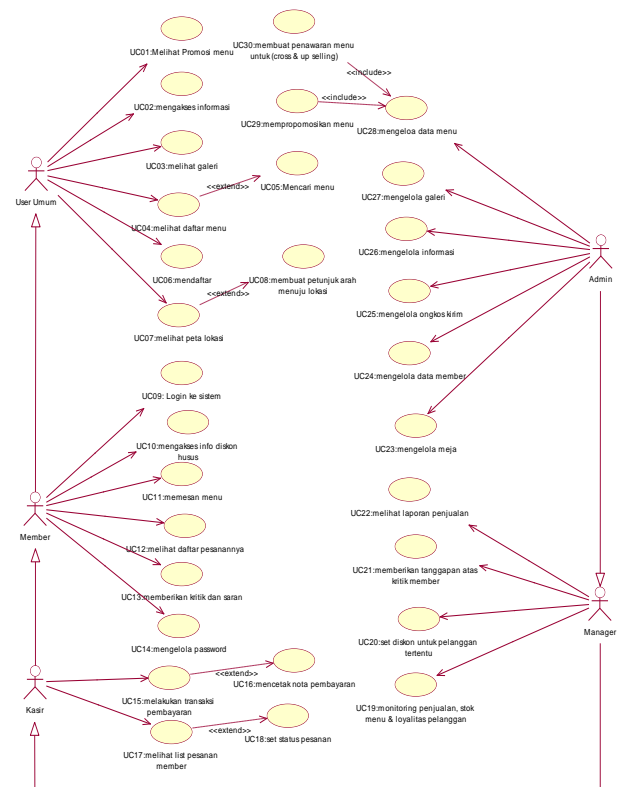 UC30:membuat penawaran menu
untuk (cross & up selling)
UC01:Melihat Promosi menu
<<include>>
UC02:mengakses informasi
<<include>>
UC29:mempropomosikan menu
UC28:mengeloa data menu
UC03:melihat galeri
<<extend>>
UC05:Mencari menu
User Umum
UC27:mengelola galeri
UC04:melihat daftar menu
UC26:mengelola informasi
UC06:mendaftar
UC08:membuat petunjuk arah
menuju lokasi
<<extend>>
Admin
UC25:mengelola ongkos kirim
UC07:melihat peta lokasi
UC24:mengelola data member
UC09: Login ke sistem
UC10:mengakses info diskon
husus
UC23:mengelola meja
UC11:memesan menu
UC22:melihat laporan penjualan
Member
UC12:melihat daftar pesanannya
UC21:memberikan tanggapan atas
kritik member
UC13:memberikan kritik dan saran
Manager
UC20:set diskon untuk pelanggan
tertentu
UC14:mengelola password
<<extend>>
UC16:mencetak nota pembayaran
UC15:melakukan transaksi
pembayaran
Kasir
UC19:monitoring penjualan, stok
menu & loyalitas pelanggan
<<extend>>
UC18:set status pesanan
UC17:melihat list pesanan
member